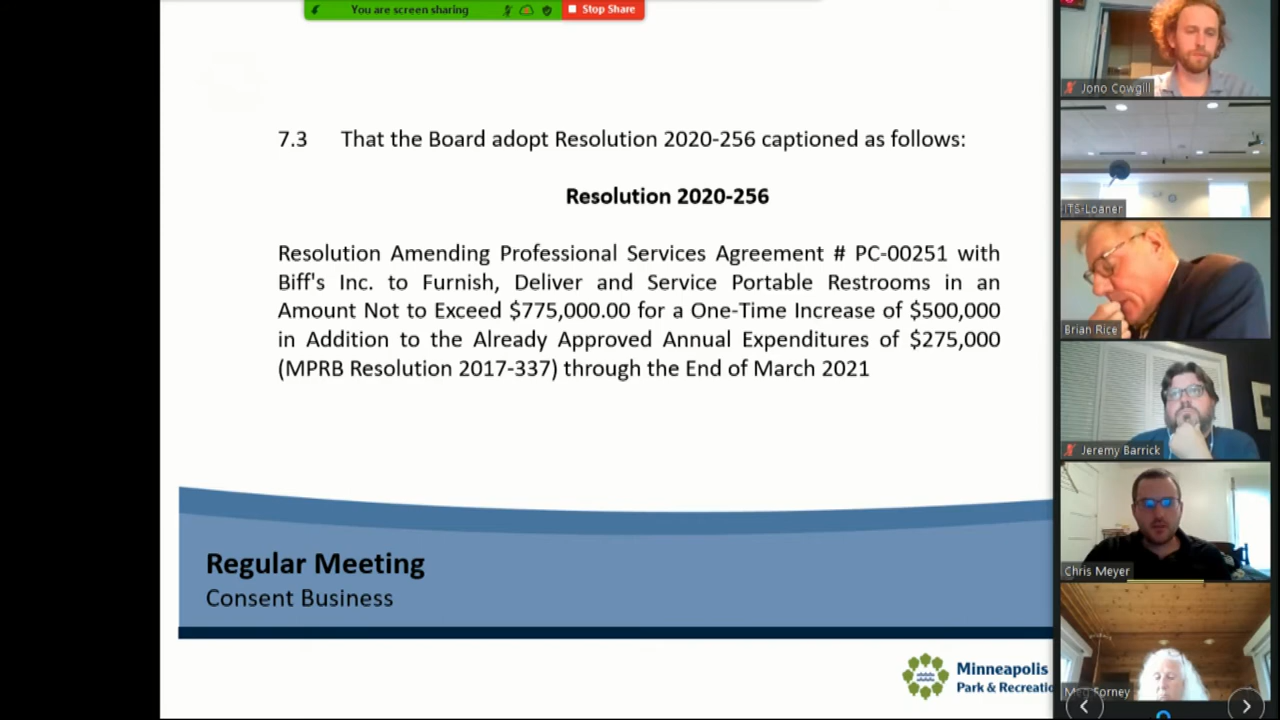 You are screen sharing
Stop Share
7.3 That the Board adopt Resolution 2020-256 captioned as follows:
Resolution 2020-256
Resolution Amending Professional Services Agreement # PC-00251 with
Biff's Inc. to Furnish, Deliver and Service Portable Restrooms in an
Amount Not to Exceed $775,000.00 for a One-Time Increase of $500,000
in Addition to the Already Approved Annual Expenditures of $275,000
(MPRB Resolution 2017-337) through the End of March 2021
Regular Meeting
Consent Business
Minneapolis
Park & Recreatio
Jono Cowgill
ITS-Loaner
Brian Rice
Jeremy Barrick
Chris Meyer
Meg Forney